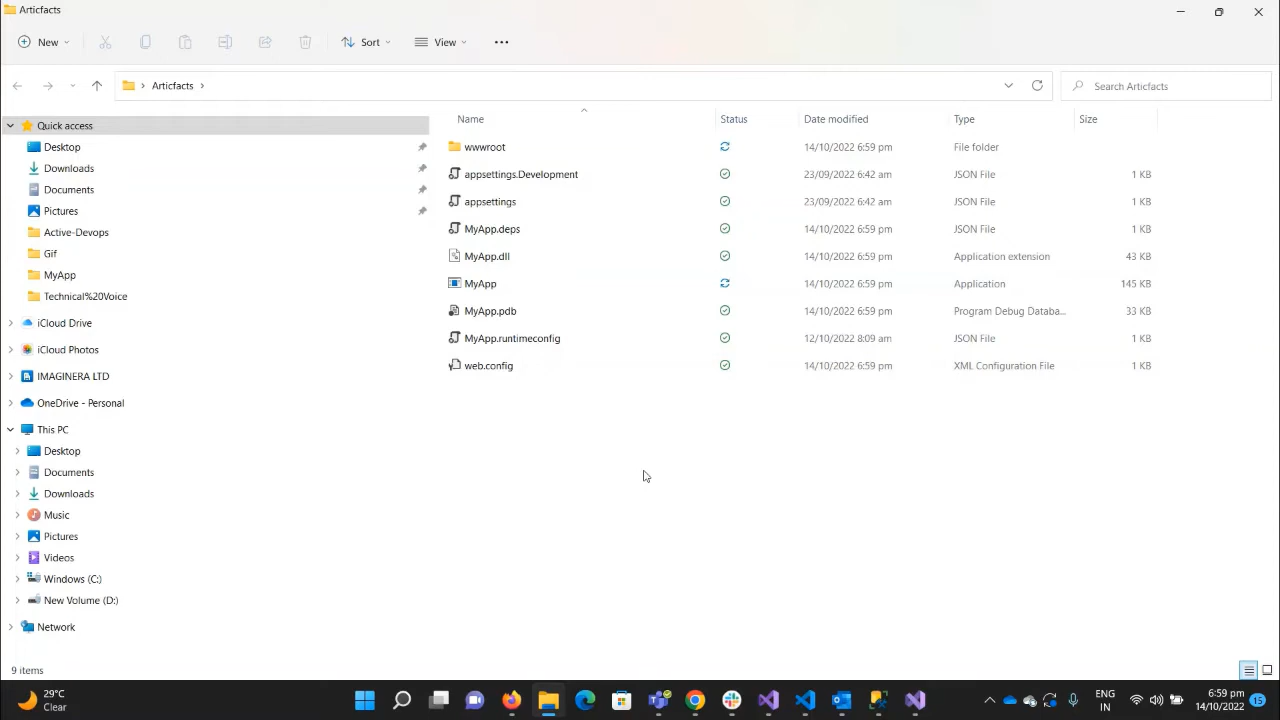 Articfacts
New Sort View
Articfacts Search Articfacts
Name Status Date modified Type Size
Quick access
Desktop
Downloads
Documents
Pictures
Active-Devops
Gif
MyApp
Technical%20Voice
iCloud Drive
iCloud Photos
IMAGINERA LTD
OneDrive - Personal
This PC
Desktop
Documents
Downloads
Music
Pictures
Videos
Windows (C:)
New Volume (D:)
Network
wwwroot 14/10/2022 6:59 pm File folder
appsettings.Development 23/09/2022 6:42 am JSON File 1 KB
appsettings 23/09/2022 6:42 am JSON File 1 KB
MyApp.deps 14/10/2022 6:59 pm JSON File 1 KB
MyApp.dll 14/10/2022 6:59 pm Application extension 43 KB
MyApp 14/10/2022 6:59 pm Application 145 KB
MyApp.pdb 14/10/2022 6:59 pm Program Debug Databa... 33 KB
MyApp.runtimeconfig 12/10/2022 8:09 am JSON File 1 KB
web.config 14/10/2022 6:59 pm XML Configuration File 1 KB
9 items
29°C
Clear
ENG
IN
6:59 pm
14/10/2022
15